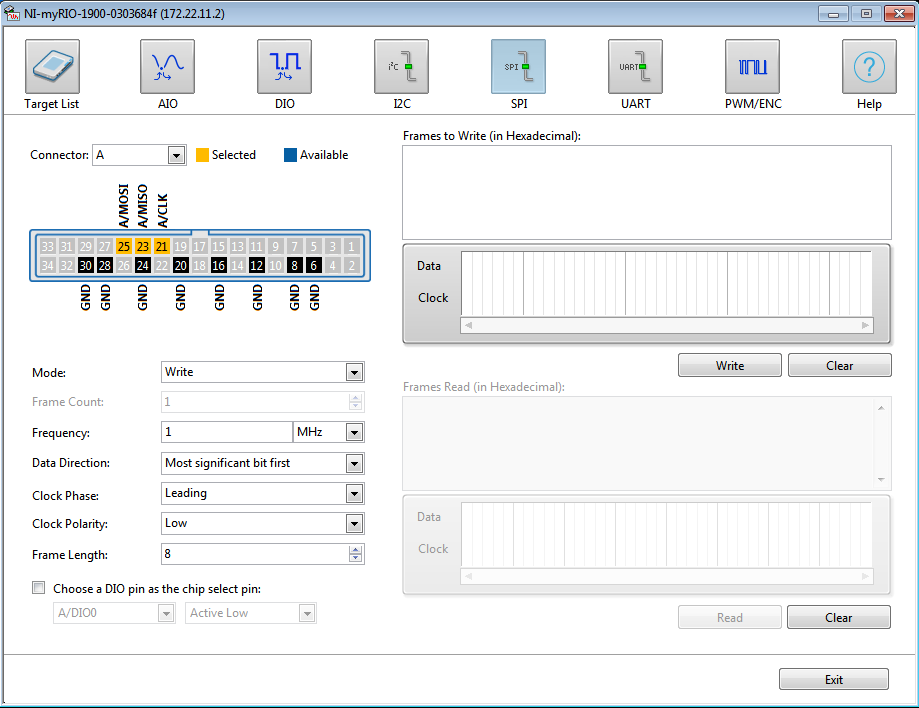 NI-myRIO-1900-0303684f (172.22.11.2)
I²C SPI UART
Target List AIO DIO I2C SPI UART PWM/ENC Help
Connector: A Selected Available
A/MOSI A/MISO A/CLK
33 31 29 27 25 23 21 19 17 15 13 11 9 7 5 3 1
34 32 30 28 26 24 22 20 18 16 14 12 10 8 6 4 2
GND GND GND GND GND GND GND GND
Mode: Write
Frame Count: 1
Frequency: 1 MHz
Data Direction: Most significant bit first
Clock Phase: Leading
Clock Polarity: Low
Frame Length: 8
Choose a DIO pin as the chip select pin:
A/DIO0 Active Low
Frames to Write (in Hexadecimal):
Data
Clock
Write Clear
Frames Read (in Hexadecimal):
Data
Clock
Read Clear
Exit